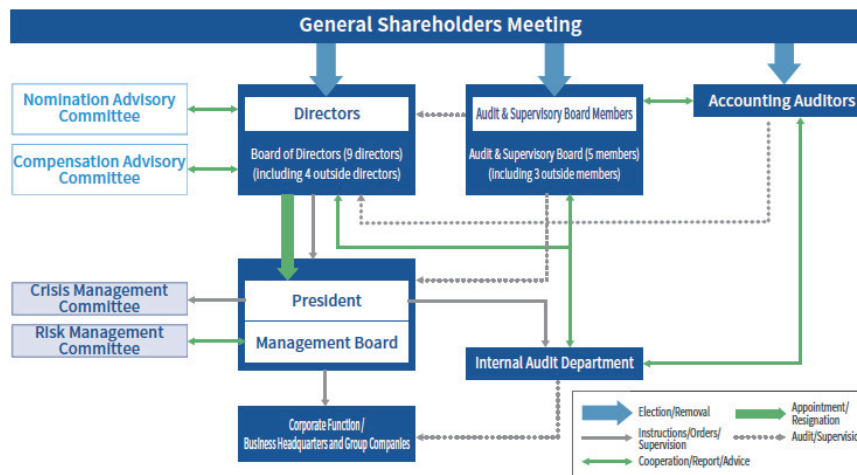 General Shareholders Meeting
Nomination Advisory
Committee
Compensation Advisory
Committee
Directors
Board of Directors (9 directors)
(including 4 outside directors)
Audit & Supervisory Board Members
Audit & Supervisory Board (5 members)
(including 3 outside members)
Accounting Auditors
Crisis Management
Committee
Risk Management
Committee
President
Management Board
Internal Audit Department
Corporate Function /
Business Headquarters and Group Companies
Election/Removal
Appointment/
Resignation
Instructions/Orders/
Supervision
Audit/Supervision
Cooperation/Report/Advice